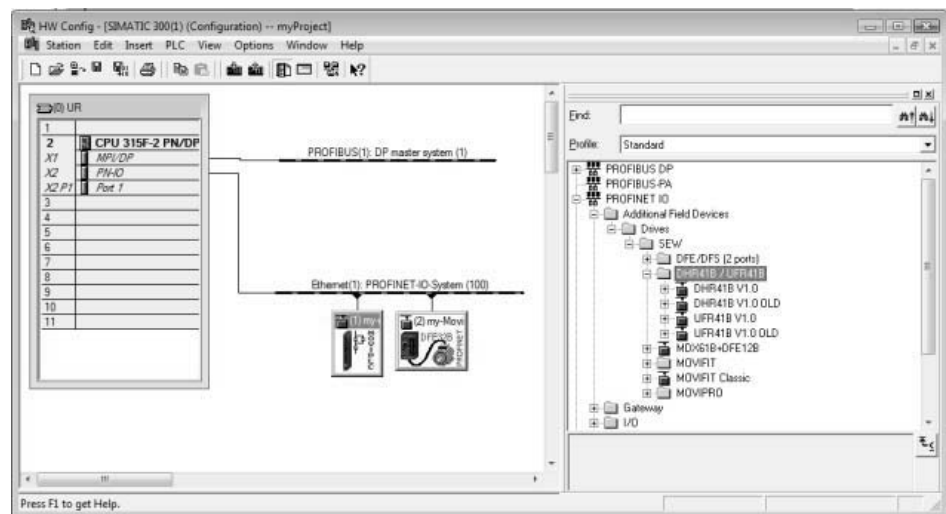 HW Config - [SIMATIC 300(1) (Configuration) -- myProject]
Station Edit Insert PLC View Options Window Help
(0) UR
1
2 CPU 315F-2 PN/DP
X1 MPI/DP
X2 PN-IO
X2 P1 Port 1
3
4
5
6
7
8
9
10
11
PROFIBUS(1): DP master system (1)
Ethernet(1): PROFINET-IO-System (100)
(1) my-
(2) my-Movi
DFE32B
PROFINET
Find:
Profile: Standard
PROFIBUS DP
PROFIBUS-PA
PROFINET IO
Additional Field Devices
Drives
SEW
DFE/DFS (2 ports)
DHR41B / UFR41B
DHR41B V1.0
DHR41B V1.0 OLD
UFR41B V1.0
UFR41B V1.0 OLD
MDX61B+DFE12B
MOVIFIT
MOVIFIT Classic
MOVIPRO
Gateway
I/O
Press F1 to get Help.